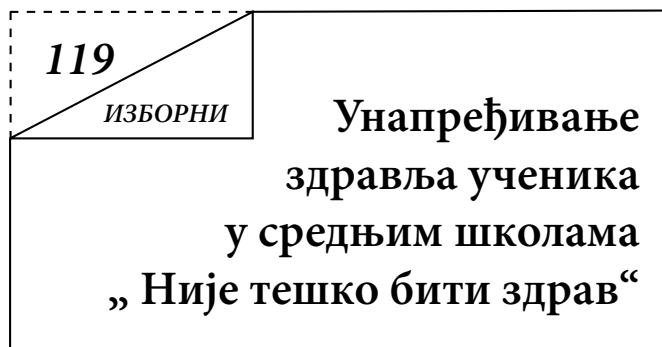 119
ИЗБОРНИ
Унапређивање
здравља ученика
у средњим школама
„ Није тешко бити здрав“